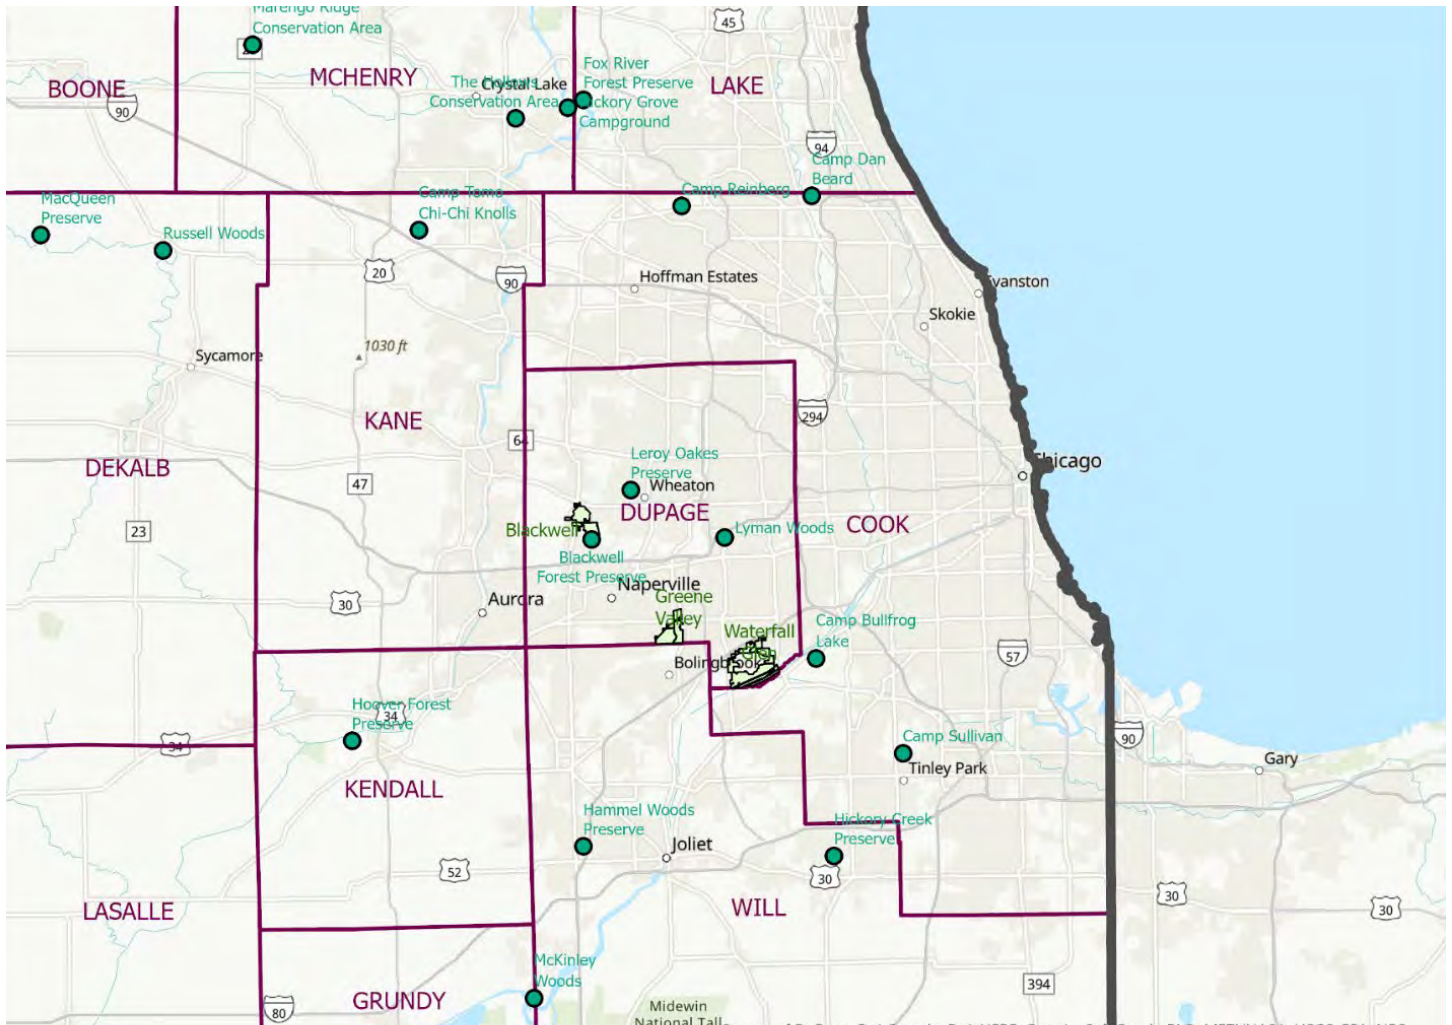 Marengo Ridge
Conservation Area
45
BOONE
MCHENRY
Fox River
Forest Preserve
LAKE
Crystal Lake
Conservation Area
Hickory Grove
Campground
90
94
Camp Dan
Beard
MacQueen
Preserve
Camp Tomo
Chi-Chi Knolls
Camp Reinberg
Russell Woods
20
90
Hoffman Estates
Evanston
Skokie
Sycamore
1030 ft
KANE
294
64
DEKALB
47
Leroy Oakes
Preserve
Wheaton
Chicago
DUPAGE
COOK
23
Blackwell
Lyman Woods
Blackwell
Forest Preserve
Naperville
30
Aurora
Greene
Valley
Waterfall
Glen
Camp Bullfrog
Lake
57
Bolingbrook
Hoover Forest
Preserve
34
34
90
Camp Sullivan
Tinley Park
Gary
KENDALL
Hammel Woods
Preserve
Hickory Creek
Preserve
Joliet
52
30
30
30
LASALLE
WILL
McKinley
Woods
394
GRUNDY
80
Midewin
National Tall